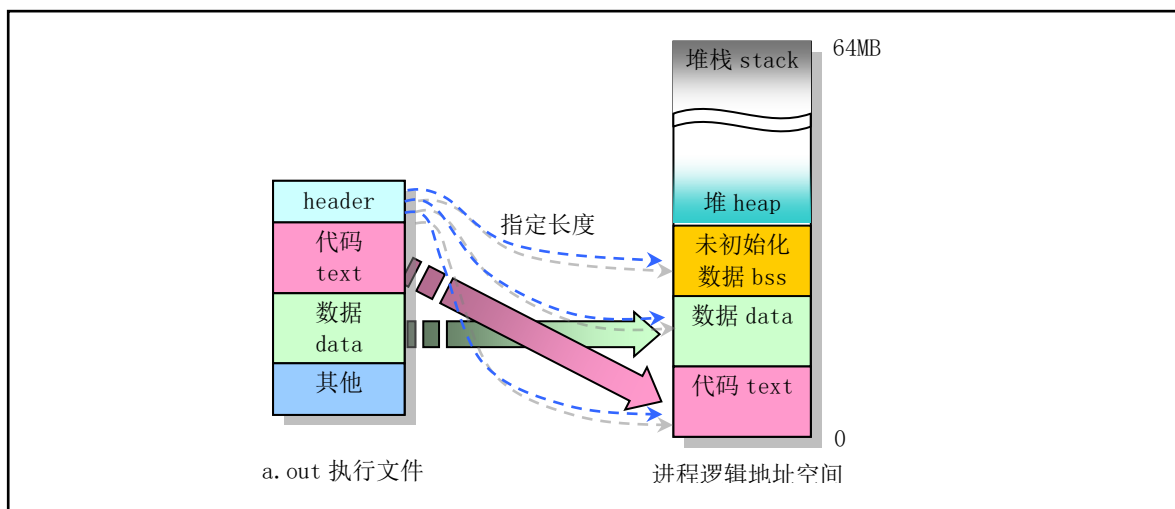 堆栈 stack
64MB
header
指定长度
堆 heap
代码
text
未初始化
数据 bss
数据
data
数据 data
其他
代码 text
0
a.out 执行文件
进程逻辑地址空间